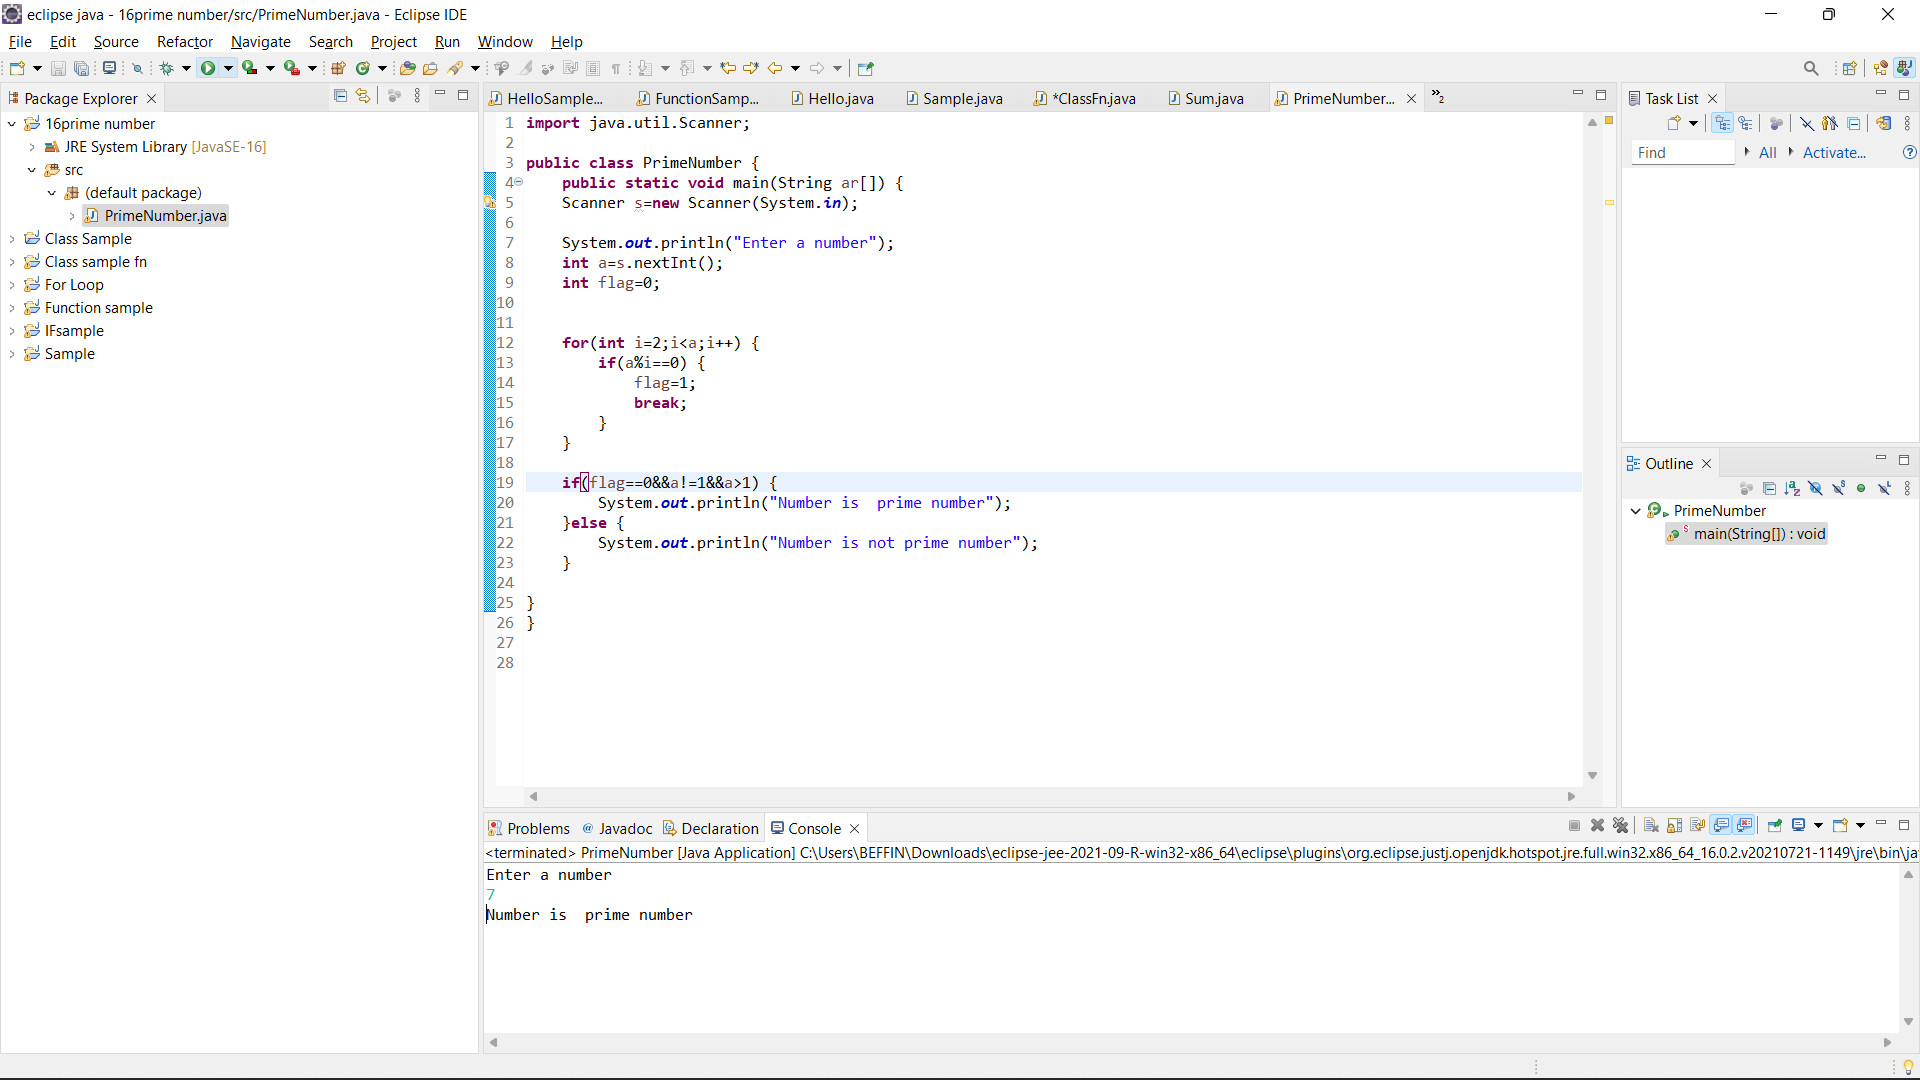 eclipse java - 16prime number/src/PrimeNumber.java - Eclipse IDE
File Edit Source Refactor Navigate Search Project Run Window Help
Package Explorer
16prime number
JRE System Library [JavaSE-16]
src
(default package)
PrimeNumber.java
Class Sample
Class sample fn
For Loop
Function sample
IFsample
Sample
HelloSample... FunctionSamp... Hello.java Sample.java *ClassFn.java Sum.java PrimeNumber... »2
1 import java.util.Scanner;
2
3 public class PrimeNumber {
4 public static void main(String ar[]) {
5 Scanner s=new Scanner(System.in);
6
7 System.out.println("Enter a number");
8 int a=s.nextInt();
9 int flag=0;
10
11
12 for(int i=2;i<a;i++) {
13 if(a%i==0) {
14 flag=1;
15 break;
16 }
17 }
18
19 if(flag==0&&a!=1&&a>1) {
20 System.out.println("Number is  prime number");
21 }else {
22 System.out.println("Number is not prime number");
23 }
24
25 }
26 }
27
28
Task List
Find All Activate...
Outline
PrimeNumber
main(String[]) : void
Problems @ Javadoc Declaration Console
<terminated> PrimeNumber [Java Application] C:\Users\BEFFIN\Downloads\eclipse-jee-2021-09-R-win32-x86_64\eclipse\plugins\org.eclipse.justj.openjdk.hotspot.jre.full.win32.x86_64_16.0.2.v20210721-1149\jre\bin\ja
Enter a number
7
Number is  prime number